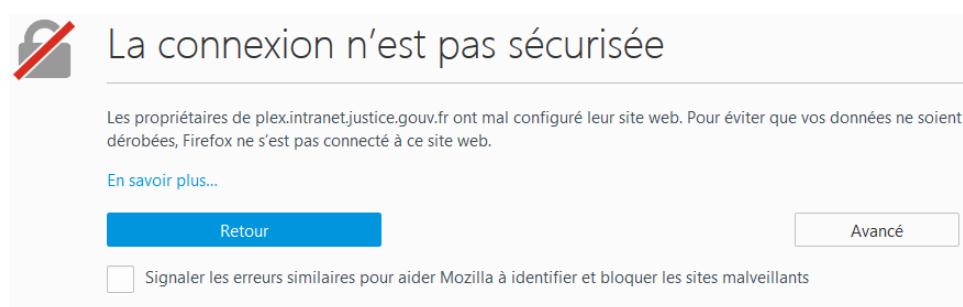 La connexion n’est pas sécurisée
Les propriétaires de plex.intranet.justice.gouv.fr ont mal configuré leur site web. Pour éviter que vos données ne soient
dérobées, Firefox ne s’est pas connecté à ce site web.
En savoir plus...
Retour
Avancé
Signaler les erreurs similaires pour aider Mozilla à identifier et bloquer les sites malveillants